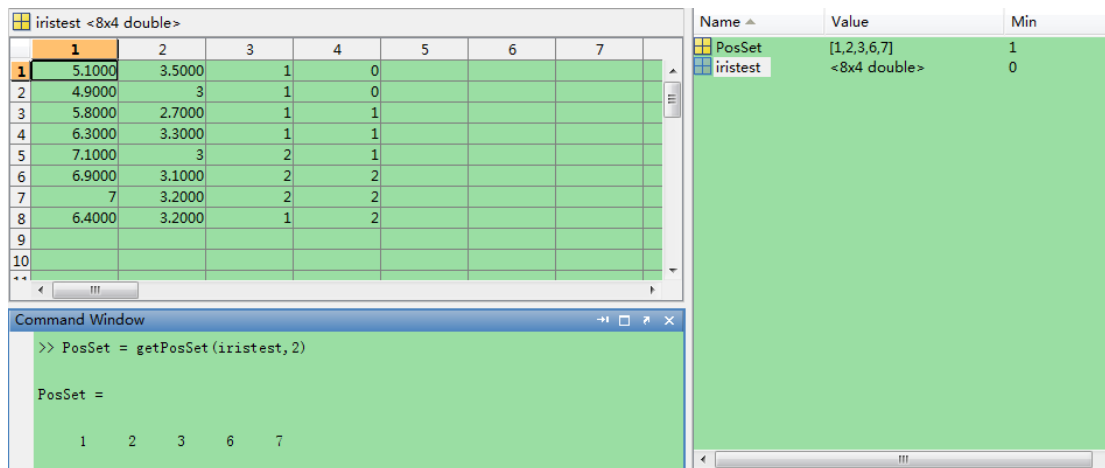 iristest <8x4 double>
1 2 3 4 5 6 7
1 5.1000 3.5000 1 0
2 4.9000 3 1 0
3 5.8000 2.7000 1 1
4 6.3000 3.3000 1 1
5 7.1000 3 2 1
6 6.9000 3.1000 2 2
7 7 3.2000 2 2
8 6.4000 3.2000 1 2
9
10
Name Value Min
PosSet [1,2,3,6,7] 1
iristest <8x4 double> 0
Command Window
>> PosSet = getPosSet(iristest,2)
PosSet =
1 2 3 6 7